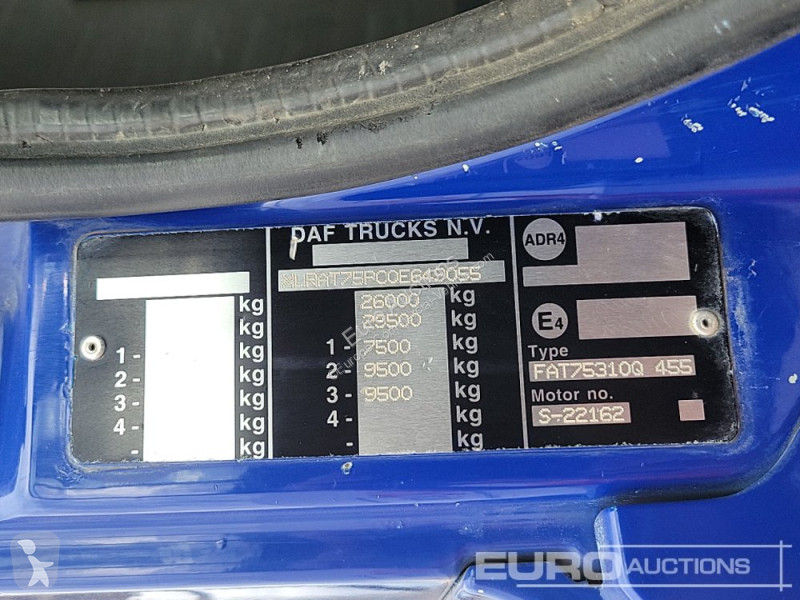 kg
kg
1- kg
2- kg
3- kg
4- kg
- kg
DAF TRUCKS N.V.
XLRAT75PC0E649055
26000 kg
29500 kg
1- 7500 kg
2- 9500 kg
3- 9500 kg
4- kg
- kg
ADR4
E4
Type
FAT75310Q 455
Motor no.
S-22162
EURO AUCTIONS